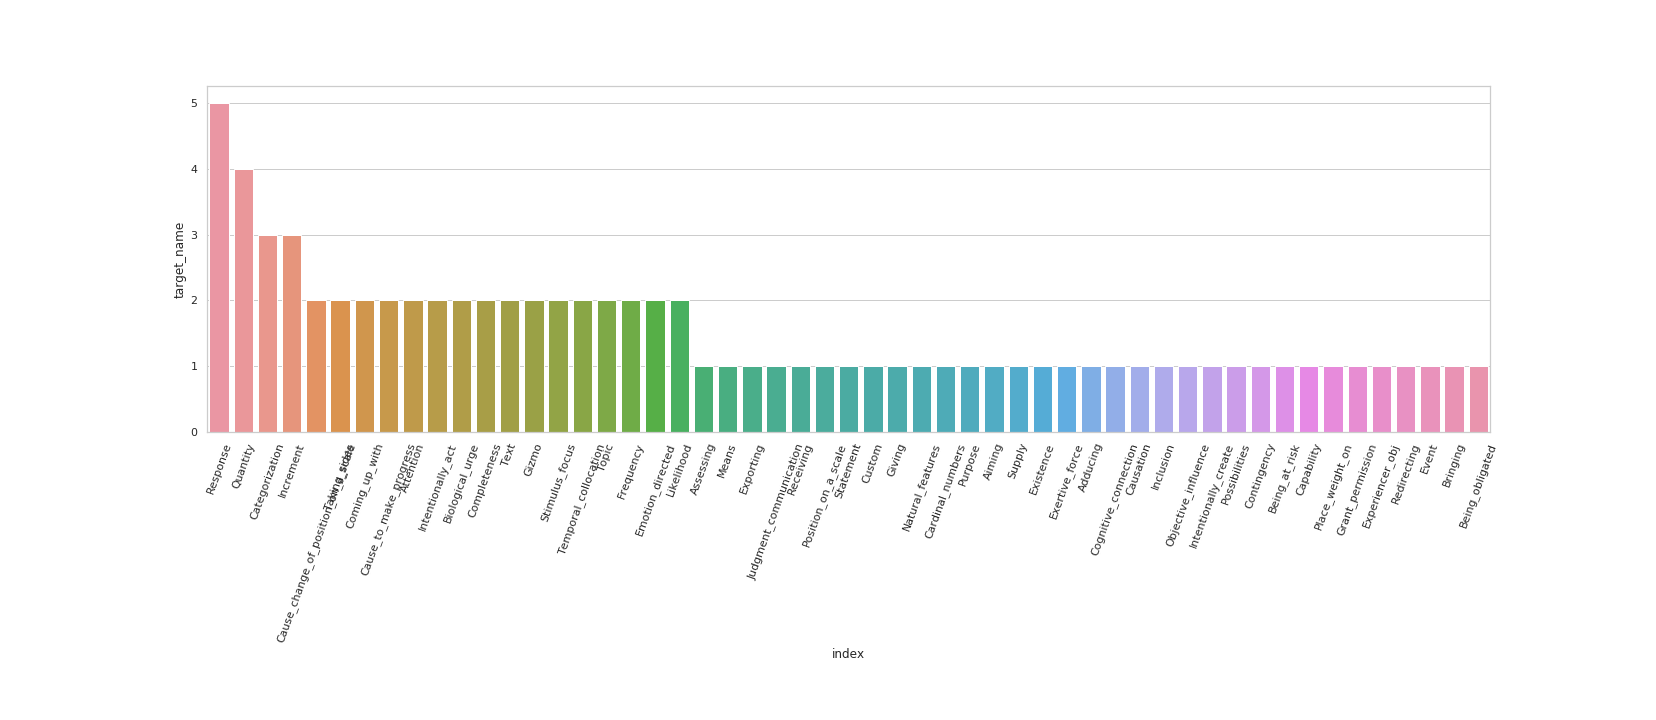 target_name
5
4
3
2
1
0
Response
Quantity
Categorization
Increment
Cause_change_of_position_on_a_scale
Taking_sides
Coming_up_with
Cause_to_make_progress
Attention
Intentionally_act
Biological_urge
Completeness
Text
Gizmo
Stimulus_focus
Temporal_collocation
Topic
Frequency
Emotion_directed
Likelihood
Assessing
Means
Exporting
Judgment_communication
Receiving
Position_on_a_scale
Statement
Custom
Giving
Natural_features
Cardinal_numbers
Purpose
Aiming
Supply
Existence
Exertive_force
Adducing
Cognitive_connection
Causation
Inclusion
Objective_influence
Intentionally_create
Possibilities
Contingency
Being_at_risk
Capability
Place_weight_on
Grant_permission
Experiencer_obj
Redirecting
Event
Bringing
Being_obligated
index